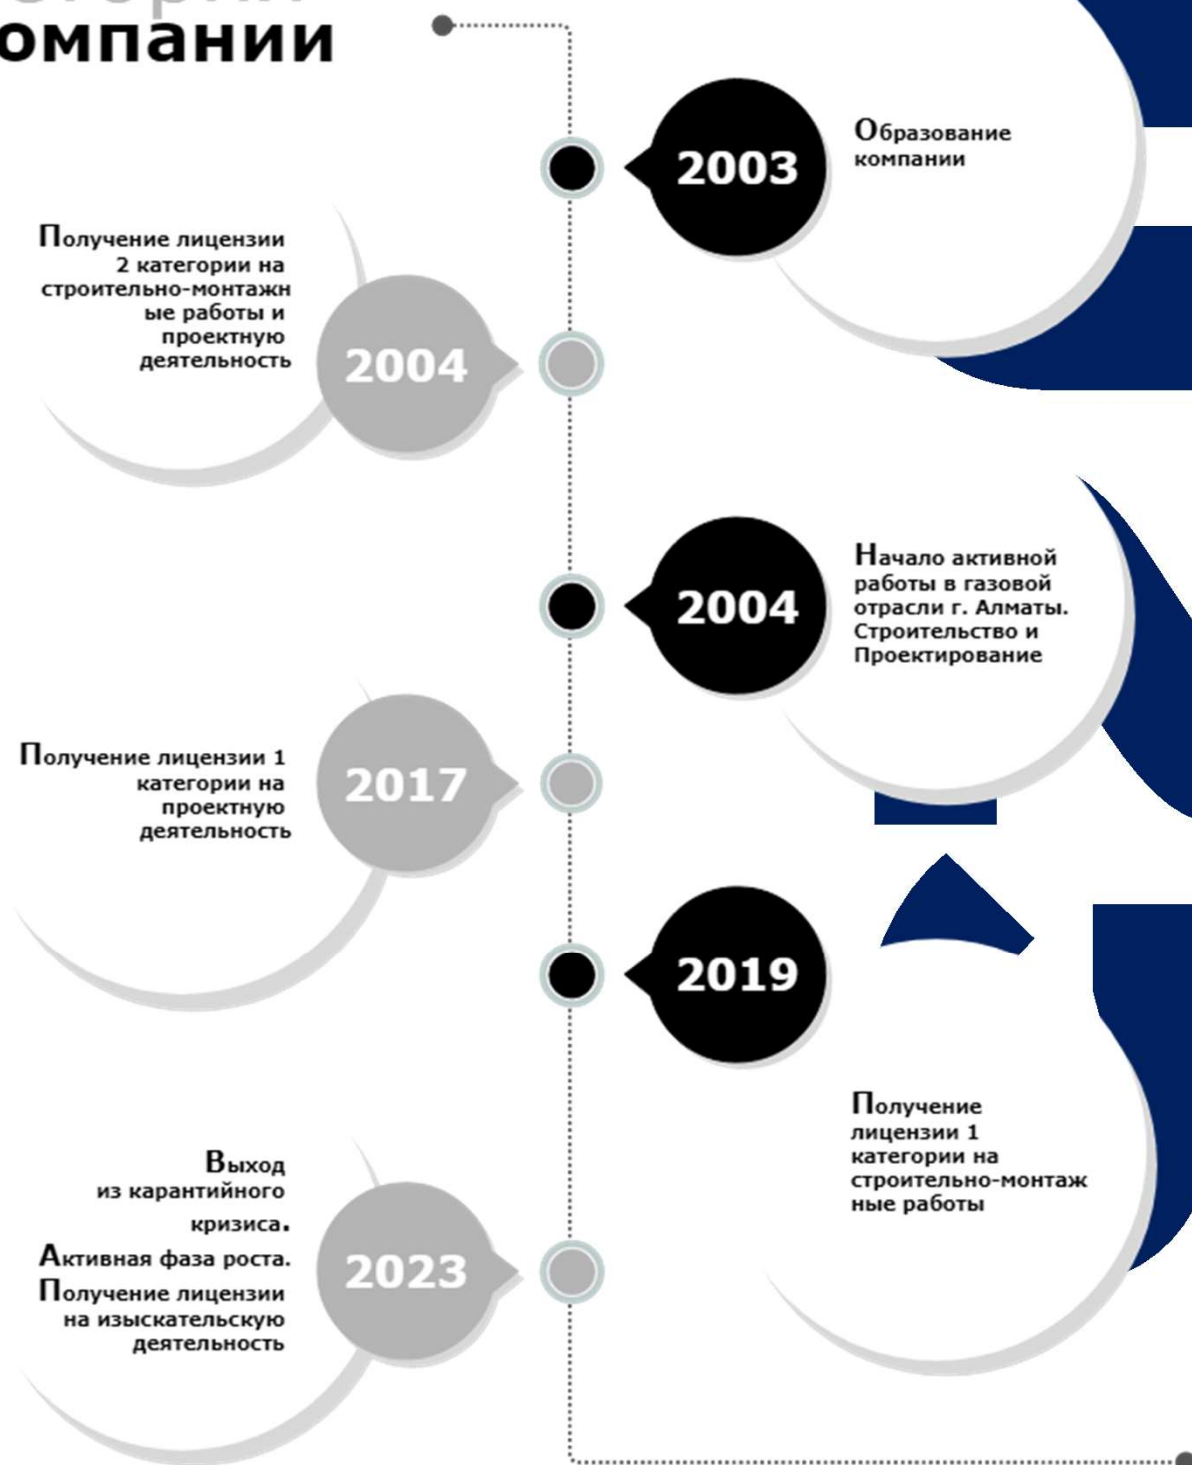 омпании
2003
Образование
компании
Получение лицензии
2 категории на
строительно-монтажн
ые работы и
проектную
деятельность
2004
2004
Начало активной
работы в газовой
отрасли г. Алматы.
Строительство и
Проектирование
Получение лицензии 1
категории на
проектную
деятельность
2017
2019
Получение
лицензии 1
категории на
строительно-монтаж
ные работы
Выход
из карантийного
кризиса.
Активная фаза роста.
Получение лицензии
на изыскательскую
деятельность
2023